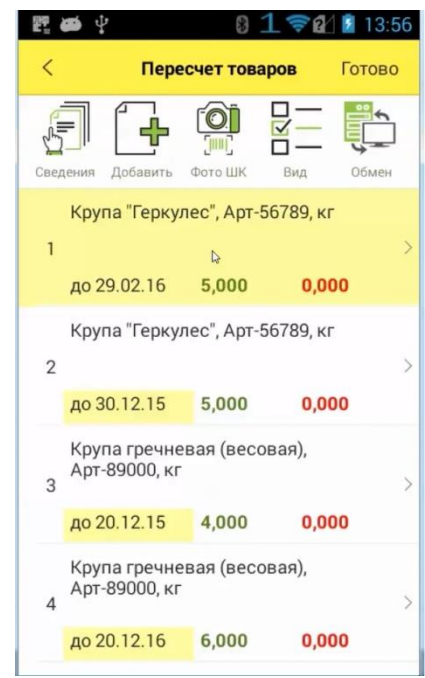 1 13:56
Пересчет товаров Готово
Сведения Добавить Фото ШК Вид Обмен
Крупа "Геркулес", Арт-56789, кг
1
до 29.02.16 5,000 0,000
Крупа "Геркулес", Арт-56789, кг
2
до 30.12.15 5,000 0,000
Крупа гречневая (весовая),
Арт-89000, кг
3
до 20.12.15 4,000 0,000
Крупа гречневая (весовая),
Арт-89000, кг
4
до 20.12.16 6,000 0,000